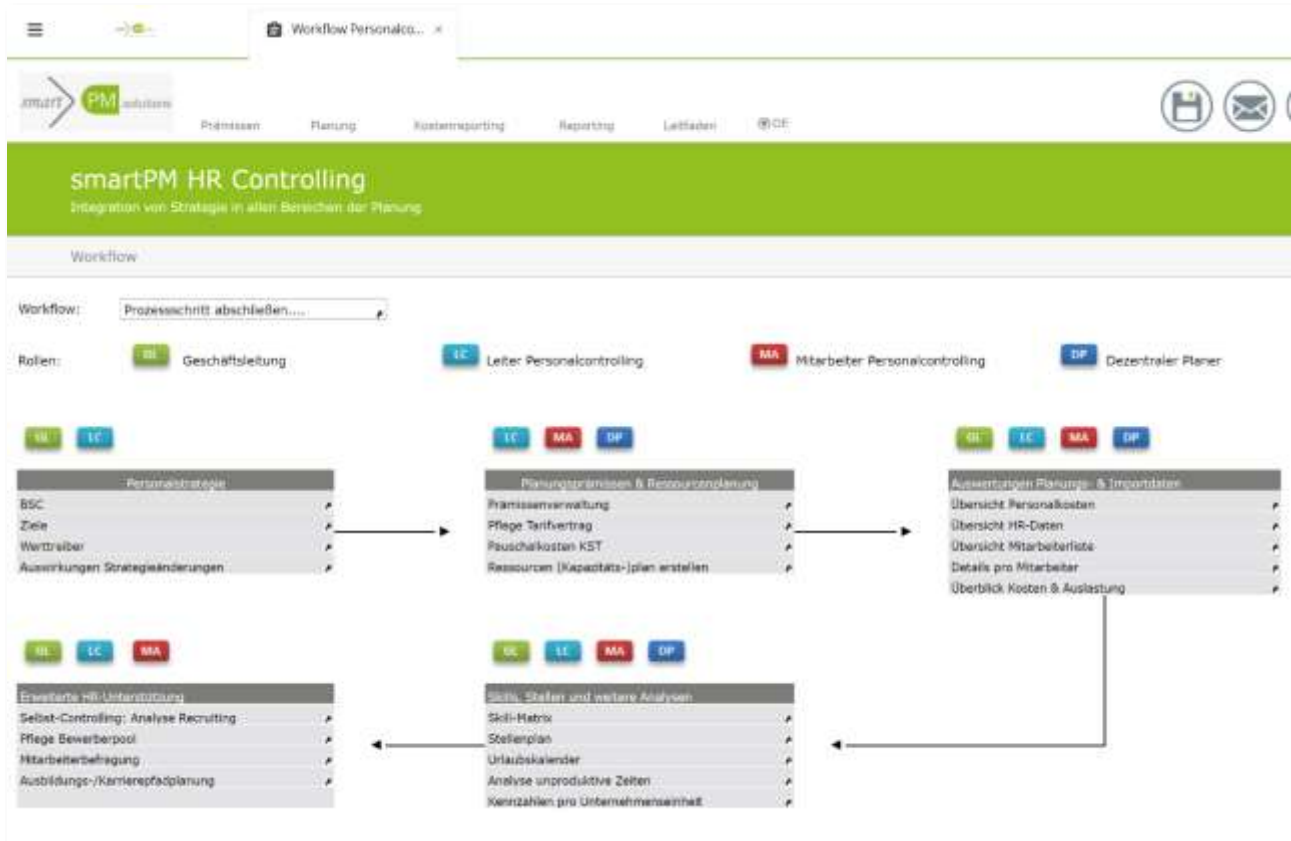 Workflow Personalco... ×
smart PM solutions
Prämissen Planung Kostenreporting Reporting Leitfaden DE
smartPM HR Controlling
Integration von Strategie in allen Bereichen der Planung
Workflow
Workflow: Prozessschritt abschließen....
Rollen: GL Geschäftsleitung LC Leiter Personalcontrolling MA Mitarbeiter Personalcontrolling DP Dezentraler Planer
GL LC
Personalstrategie
BSC
Ziele
Werttreiber
Auswirkungen Strategieänderungen
LC MA DP
Planungsprämissen & Ressourcenplanung
Prämissenverwaltung
Pflege Tarifvertrag
Pauschalkosten KST
Ressourcen (Kapazitäts-)plan erstellen
GL LC MA DP
Auswertungen Planungs- & Importdaten
Übersicht Personalkosten
Übersicht HR-Daten
Übersicht Mitarbeiterliste
Details pro Mitarbeiter
Überblick Kosten & Auslastung
GL LC MA
Erweiterte HR-Unterstützung
Selbst-Controlling: Analyse Recruiting
Pflege Bewerberpool
Mitarbeiterbefragung
Ausbildungs-/Karrierepfadplanung
GL LC MA DP
Skills, Stellen und weitere Analysen
Skill-Matrix
Stellenplan
Urlaubskalender
Analyse unproduktive Zeiten
Kennzahlen pro Unternehmenseinheit